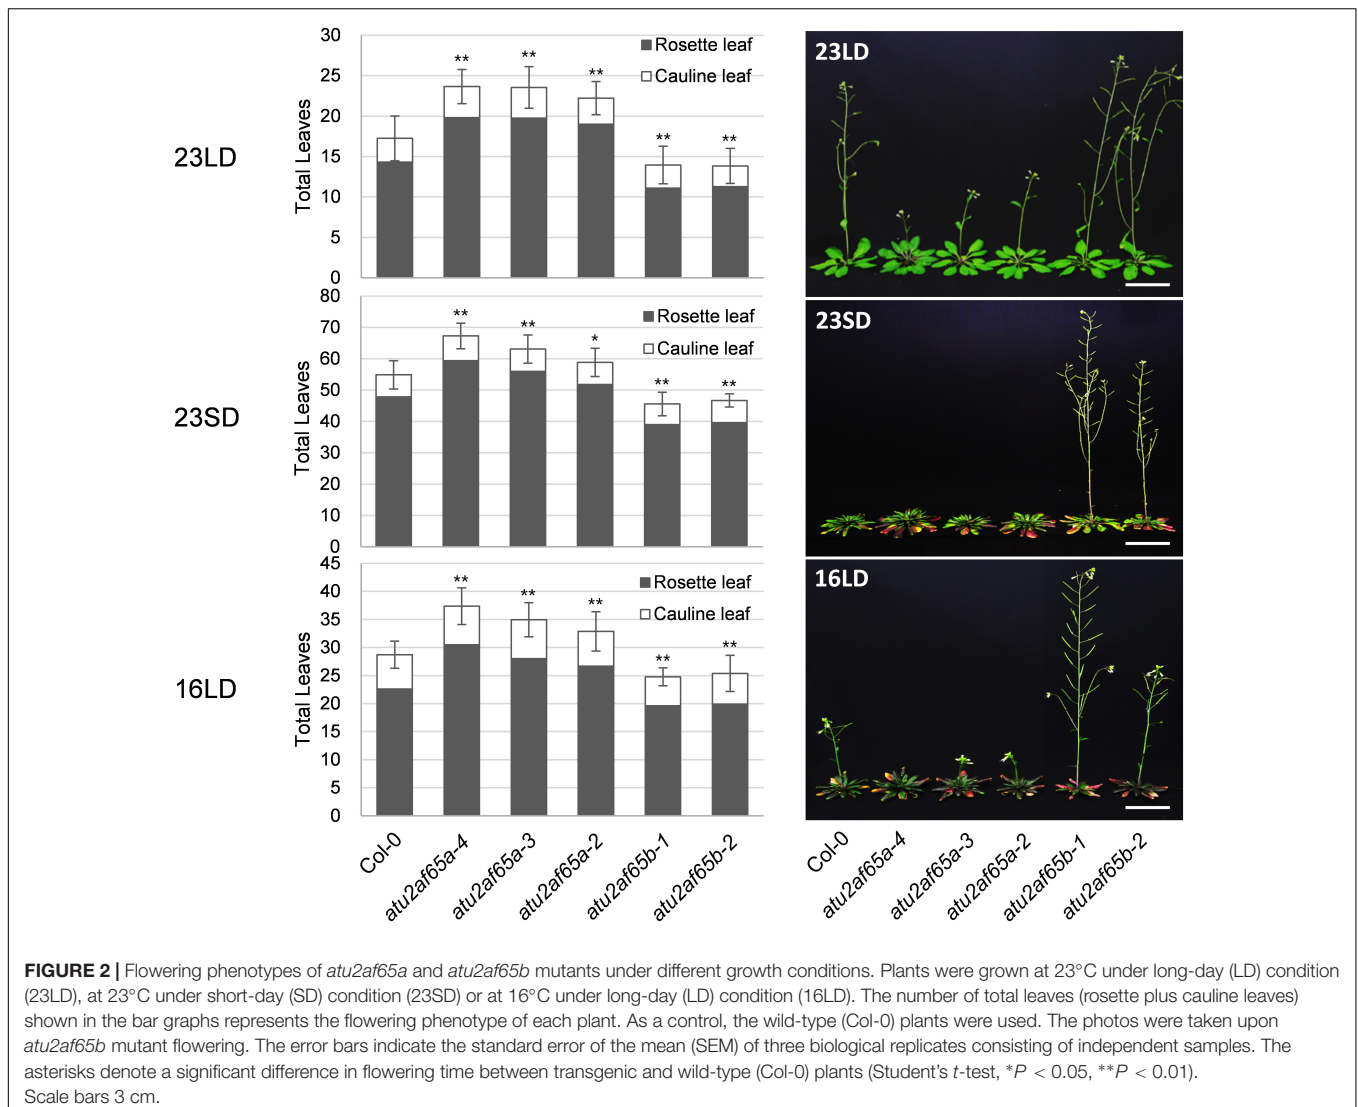 23LD
Total Leaves
30
25
20
15
10
5
0
Rosette leaf
Cauline leaf
**
**
**
**
**
23LD
23SD
Total Leaves
80
70
60
50
40
30
20
10
0
Rosette leaf
Cauline leaf
**
**
*
**
**
23SD
16LD
Total Leaves
45
40
35
30
25
20
15
10
5
0
Rosette leaf
Cauline leaf
**
**
**
**
**
16LD
Col-0
atu2af65a-4
atu2af65a-3
atu2af65a-2
atu2af65b-1
atu2af65b-2
Col-0
atu2af65a-4
atu2af65a-3
atu2af65a-2
atu2af65b-1
atu2af65b-2
FIGURE 2 | Flowering phenotypes of atu2af65a and atu2af65b mutants under different growth conditions. Plants were grown at 23°C under long-day (LD) condition
(23LD), at 23°C under short-day (SD) condition (23SD) or at 16°C under long-day (LD) condition (16LD). The number of total leaves (rosette plus cauline leaves)
shown in the bar graphs represents the flowering phenotype of each plant. As a control, the wild-type (Col-0) plants were used. The photos were taken upon
atu2af65b mutant flowering. The error bars indicate the standard error of the mean (SEM) of three biological replicates consisting of independent samples. The
asterisks denote a significant difference in flowering time between transgenic and wild-type (Col-0) plants (Student's t-test, *P < 0.05, **P < 0.01).
Scale bars 3 cm.